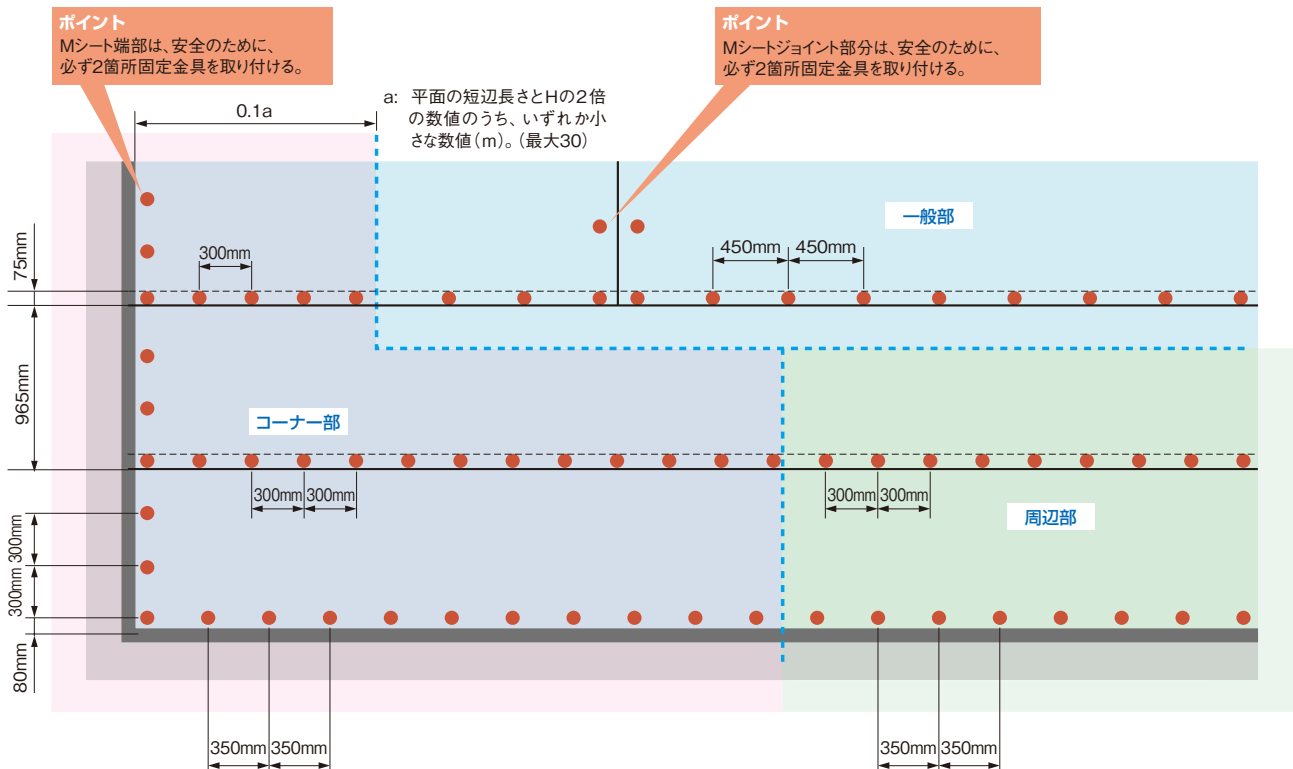 ポイント
Mシート端部は、安全のために、
必ず2箇所固定金具を取り付ける。
ポイント
Mシートジョイント部分は、安全のために、
必ず2箇所固定金具を取り付ける。
0.1a
a: 平面の短辺長さとHの2倍
の数値のうち、いずれか小
さな数値(m)。(最大30)
一般部
75mm
300mm
450mm
450mm
965mm
コーナー部
300mm
300mm
300mm
300mm
周辺部
300mm
300mm
80mm
350mm
350mm
350mm
350mm